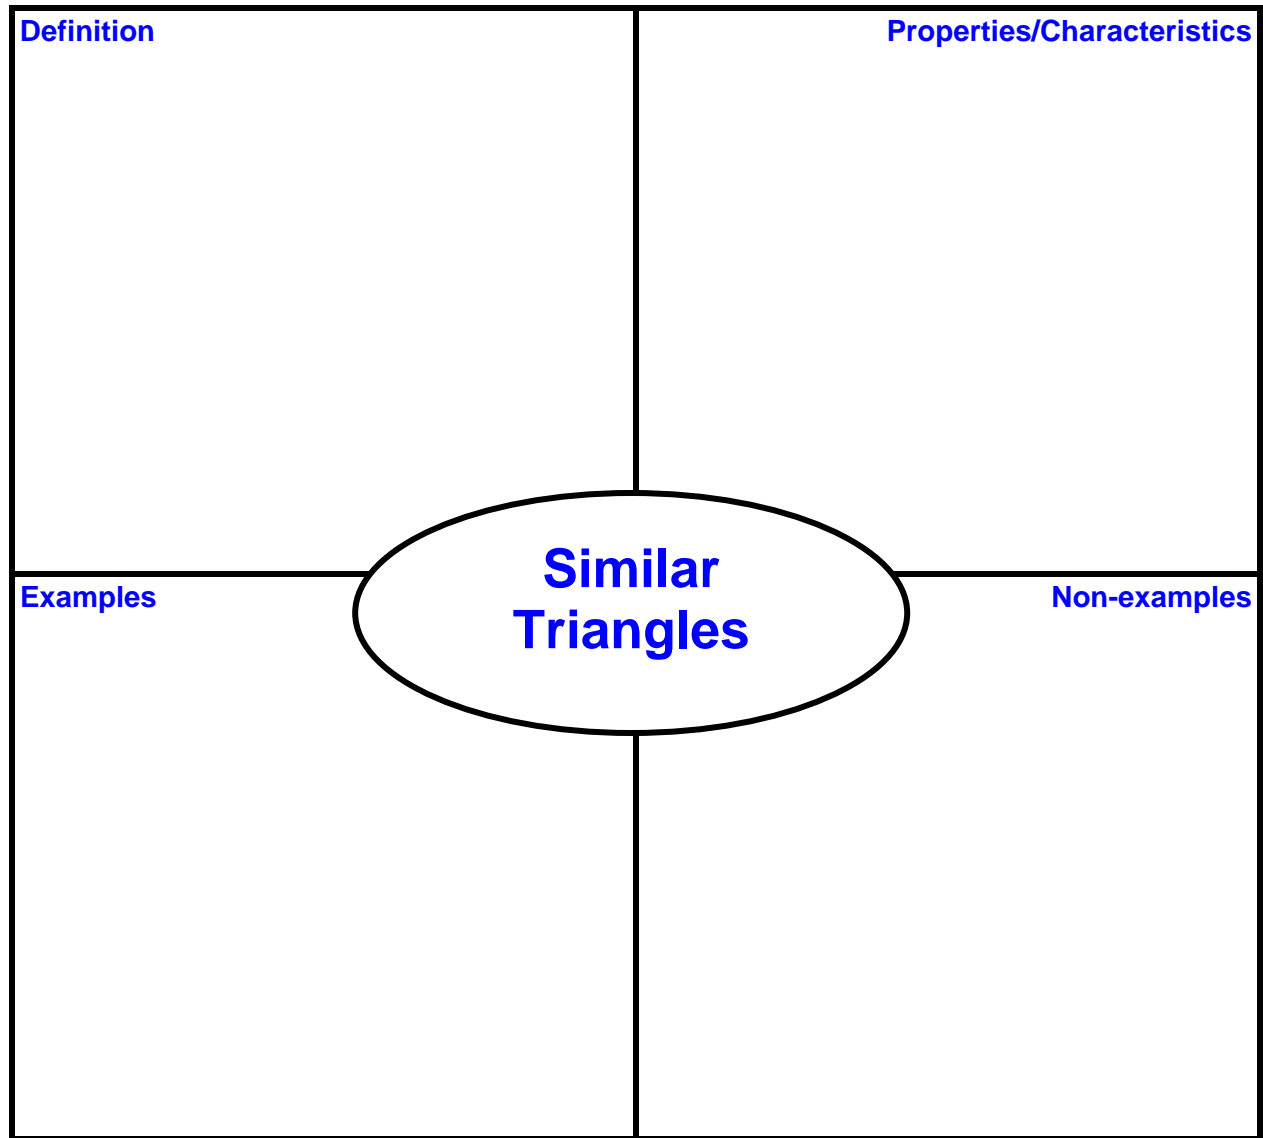 Definition
Properties/Characteristics
Similar
Triangles
Examples
Non-examples